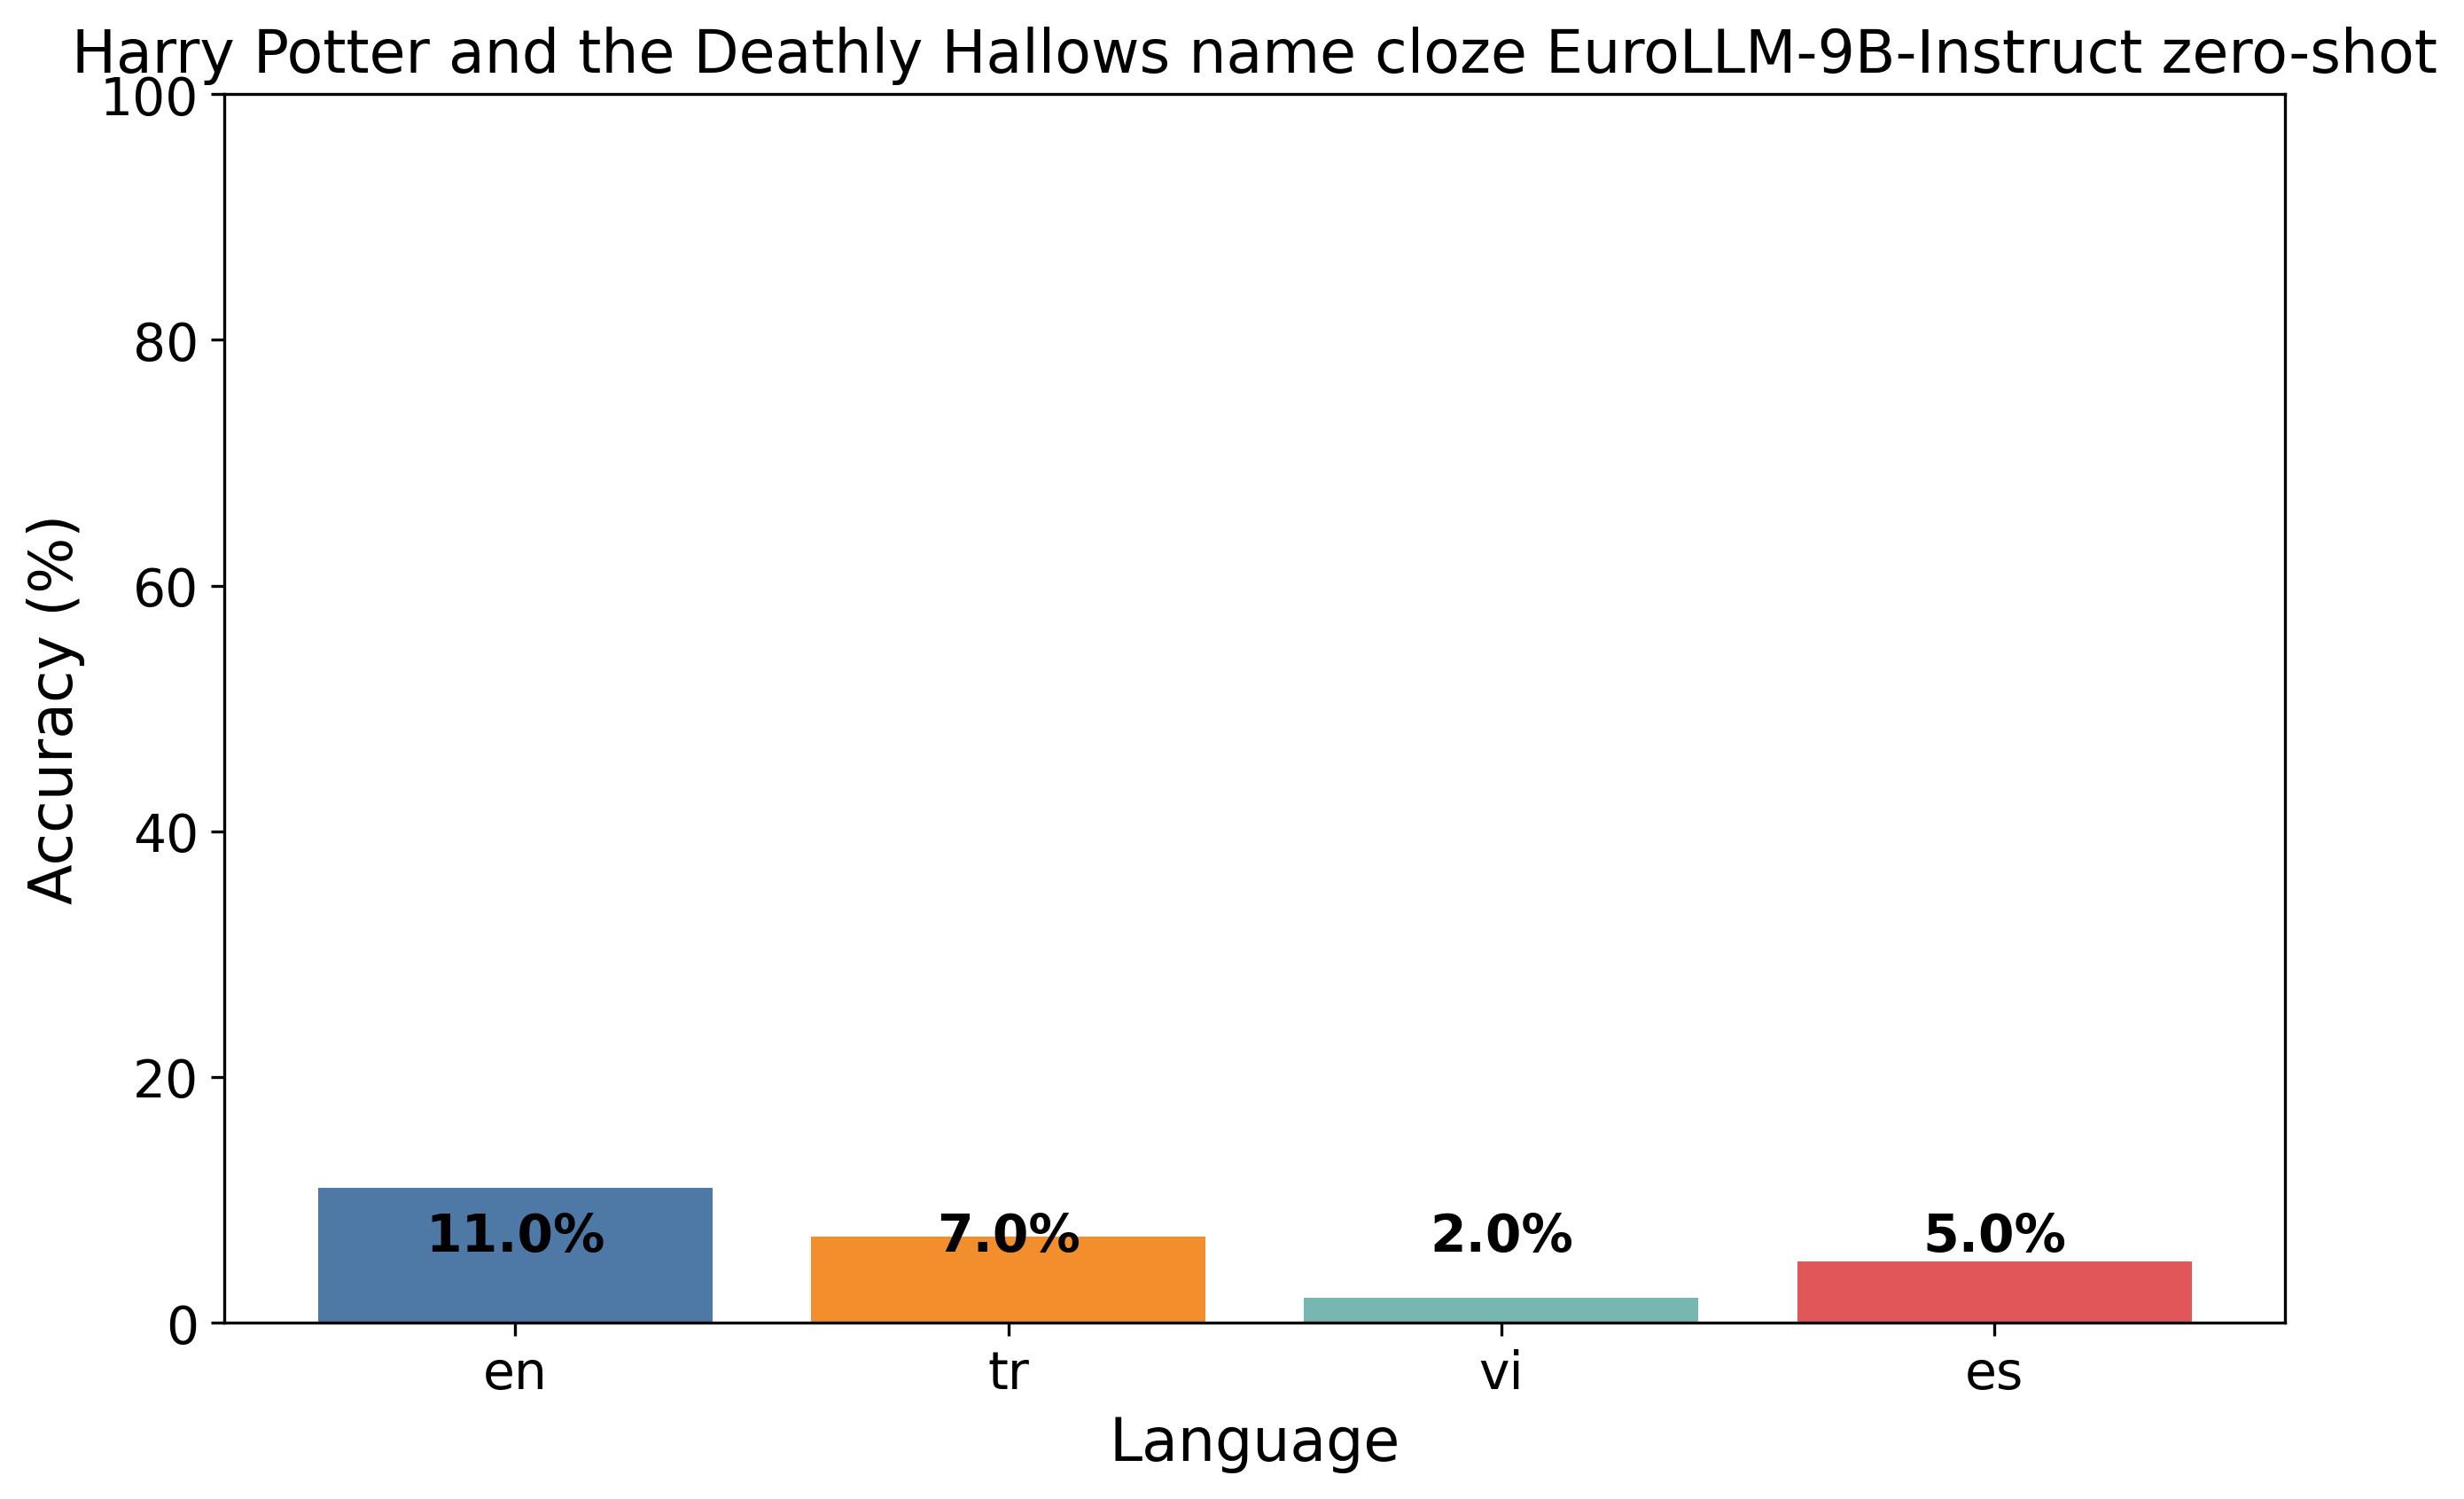 Harry Potter and the Deathly Hallows name cloze EuroLLM-9B-Instruct zero-shot
100
80
60
40
20
0
Accuracy (%)
11.0%
7.0%
2.0%
5.0%
en
tr
vi
es
Language